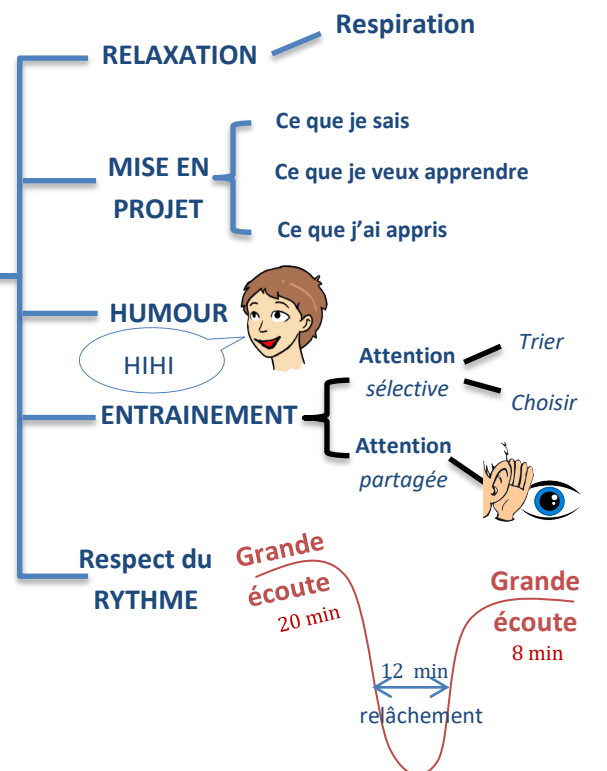 Respiration
RELAXATION
Ce que je sais
MISE EN
PROJET
Ce que je veux apprendre
Ce que j’ai appris
HUMOUR
HIHI
ENTRAINEMENT
Attention
sélective
Trier
Choisir
Attention
partagée
Respect du
RYTHME
Grande
écoute
20 min
12 min
relâchement
Grande
écoute
8 min